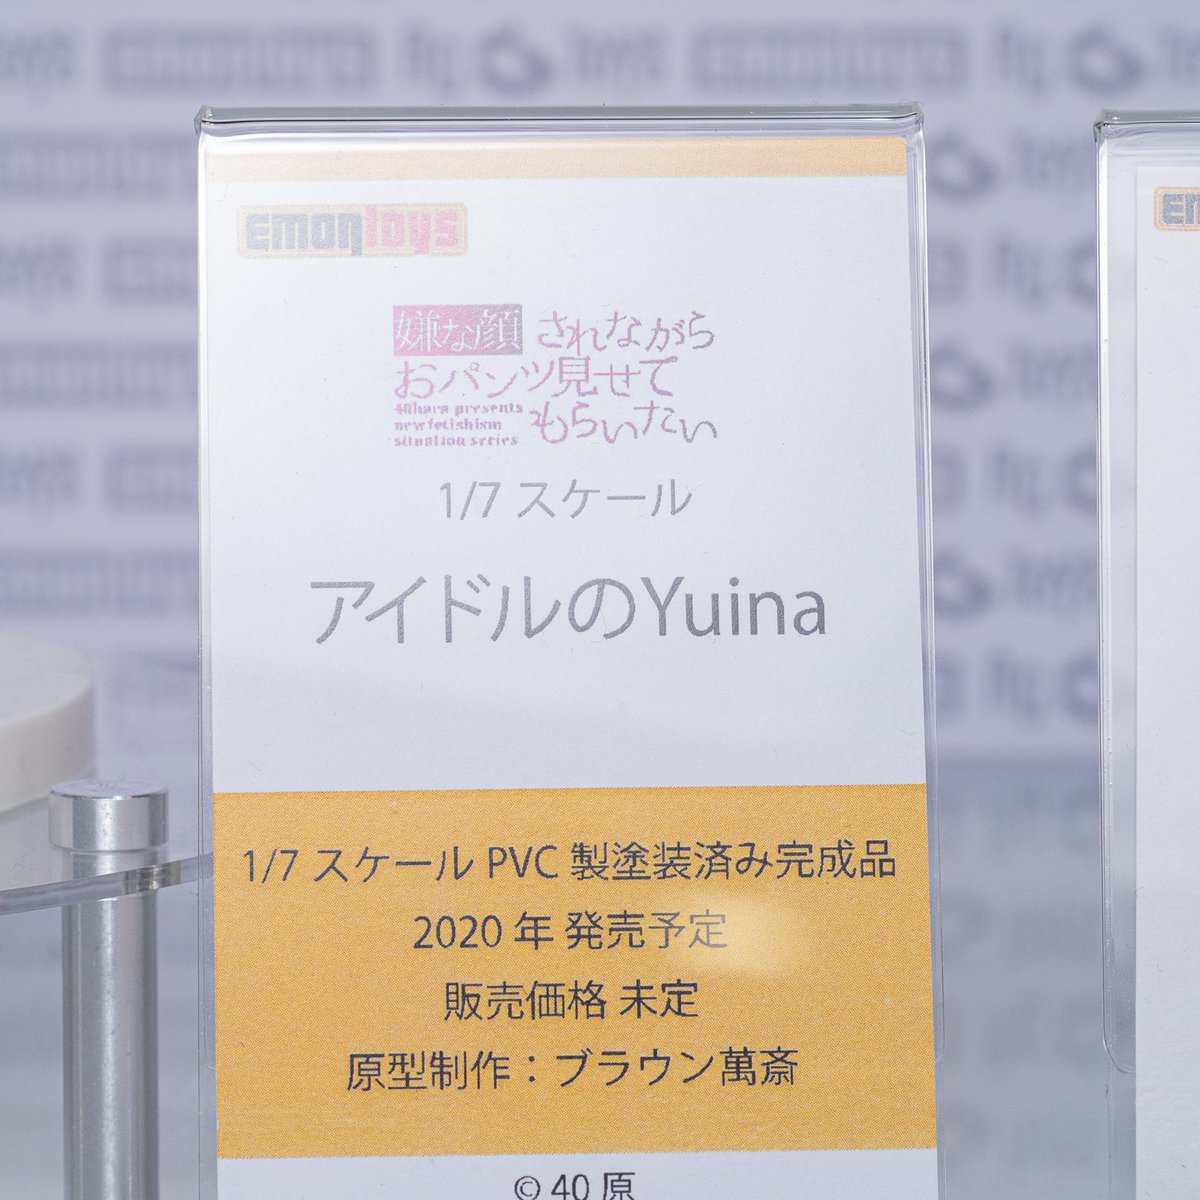 Emontoys
嫌な顔されながら
おパンツ見せて
もらいたい
40hara presents
new fetishism
situation series
1/7 スケール
アイドルのYuina
1/7 スケール PVC 製塗装済み完成品
2020 年 発売予定
販売価格 未定
原型制作：ブラウン萬斎
© 40 原